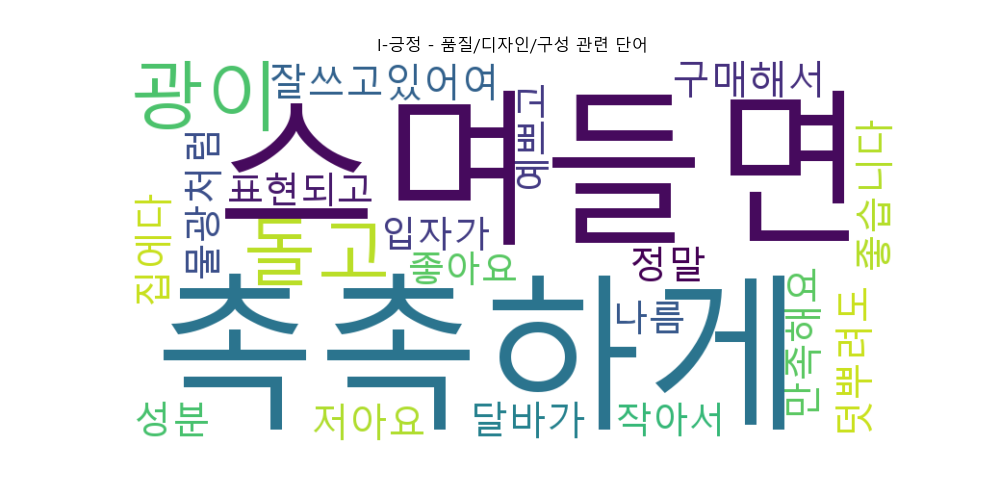 I-긍정 - 품질/디자인/구성 관련 단어
광이
잘쓰고있어여
구매해서
스며들면
예쁘고
물광처럼
표현되고
좋습니다
집에다
돌고
입자가
좋아요
정말
촉촉하게
나름
만족해요
덧뿌려도
성분
저아요
달바가
작아서